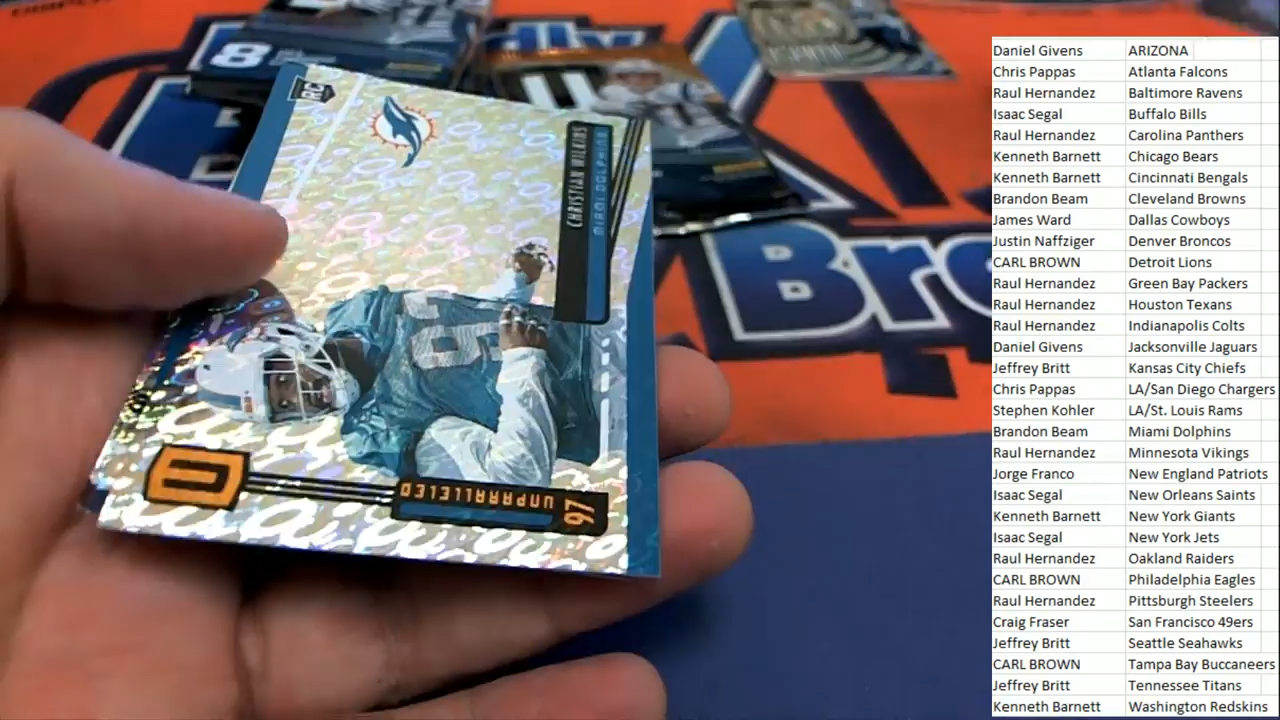 8
dly
RC
CHRISTIAN WILKINS
MIAMI DOLPHINS
97
U
UNPARALLELED
97
Bro
Daniel Givens ARIZONA
Chris Pappas Atlanta Falcons
Raul Hernandez Baltimore Ravens
Isaac Segal Buffalo Bills
Raul Hernandez Carolina Panthers
Kenneth Barnett Chicago Bears
Kenneth Barnett Cincinnati Bengals
Brandon Beam Cleveland Browns
James Ward Dallas Cowboys
Justin Naffziger Denver Broncos
CARL BROWN Detroit Lions
Raul Hernandez Green Bay Packers
Raul Hernandez Houston Texans
Raul Hernandez Indianapolis Colts
Daniel Givens Jacksonville Jaguars
Jeffrey Britt Kansas City Chiefs
Chris Pappas LA/San Diego Chargers
Stephen Kohler LA/St. Louis Rams
Brandon Beam Miami Dolphins
Raul Hernandez Minnesota Vikings
Jorge Franco New England Patriots
Isaac Segal New Orleans Saints
Kenneth Barnett New York Giants
Isaac Segal New York Jets
Raul Hernandez Oakland Raiders
CARL BROWN Philadelphia Eagles
Raul Hernandez Pittsburgh Steelers
Craig Fraser San Francisco 49ers
Jeffrey Britt Seattle Seahawks
CARL BROWN Tampa Bay Buccaneers
Jeffrey Britt Tennessee Titans
Kenneth Barnett Washington Redskins